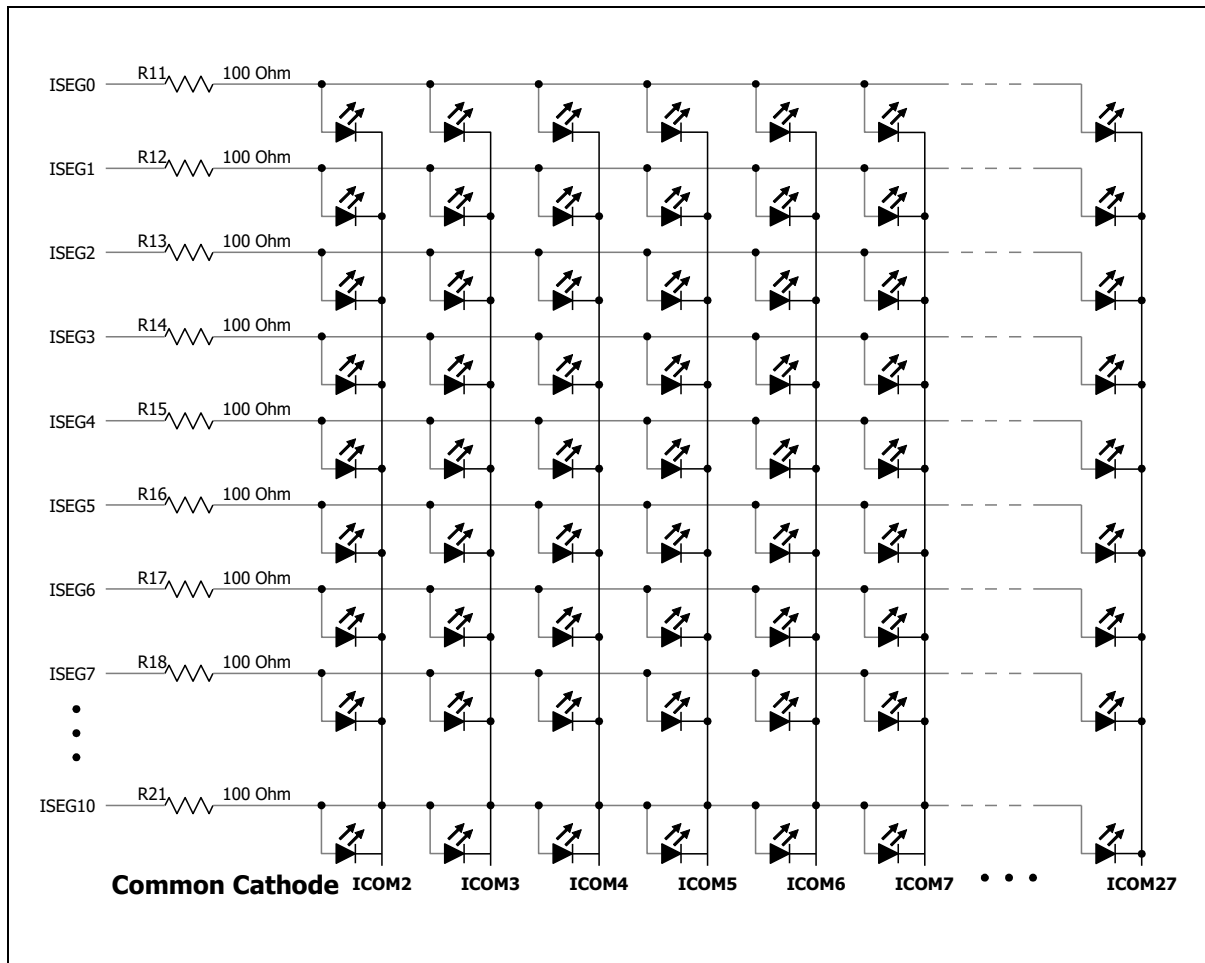 ISEG0 R11 100 Ohm
ISEG1 R12 100 Ohm
ISEG2 R13 100 Ohm
ISEG3 R14 100 Ohm
ISEG4 R15 100 Ohm
ISEG5 R16 100 Ohm
ISEG6 R17 100 Ohm
ISEG7 R18 100 Ohm
ISEG10 R21 100 Ohm
Common Cathode ICOM2 ICOM3 ICOM4 ICOM5 ICOM6 ICOM7 ICOM27